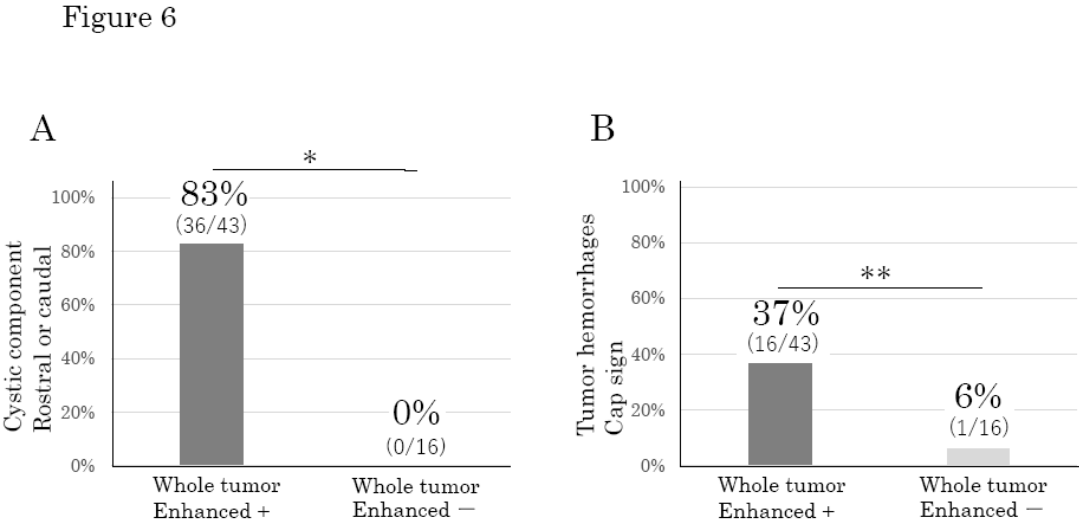 Figure 6
A
*
100%
80%
60%
40%
20%
0%
Cystic component
Rostral or caudal
83%
(36/43)
0%
(0/16)
Whole tumor
Enhanced +
Whole tumor
Enhanced −
B
**
100%
80%
60%
40%
20%
0%
Tumor hemorrhages
Cap sign
37%
(16/43)
6%
(1/16)
Whole tumor
Enhanced +
Whole tumor
Enhanced −